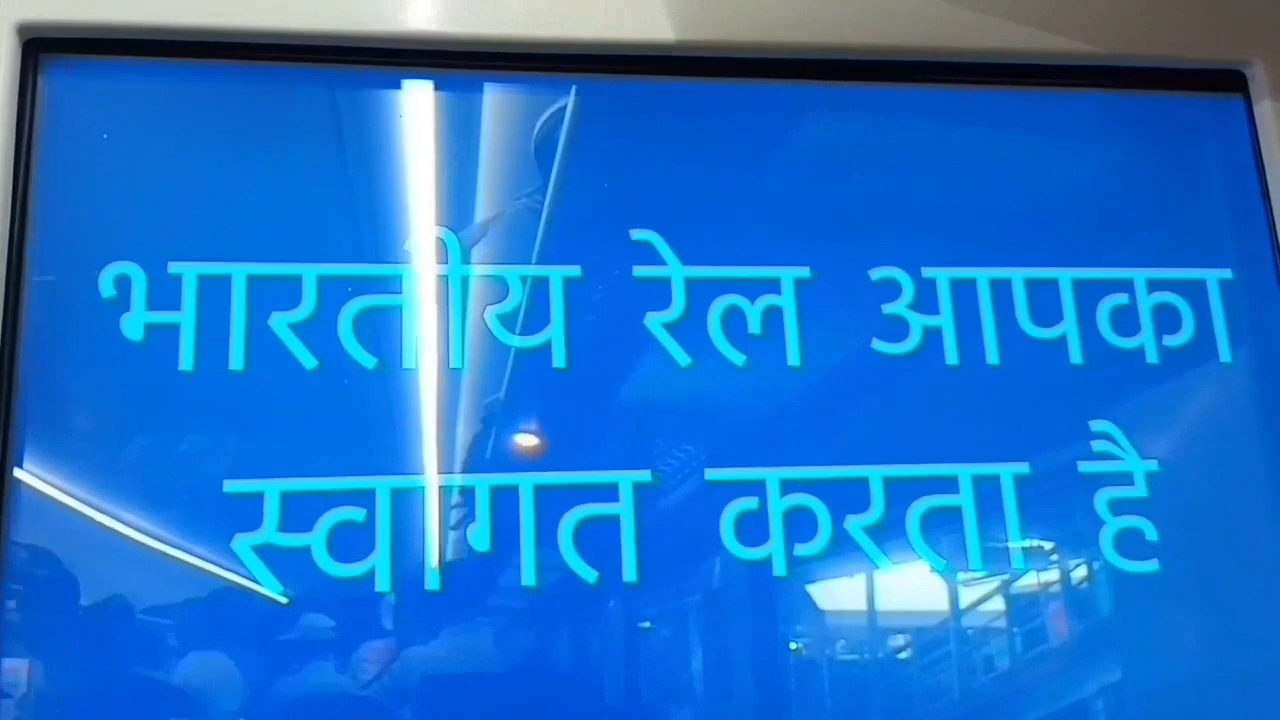 भारतीय रेल आपका
स्वागत करता है